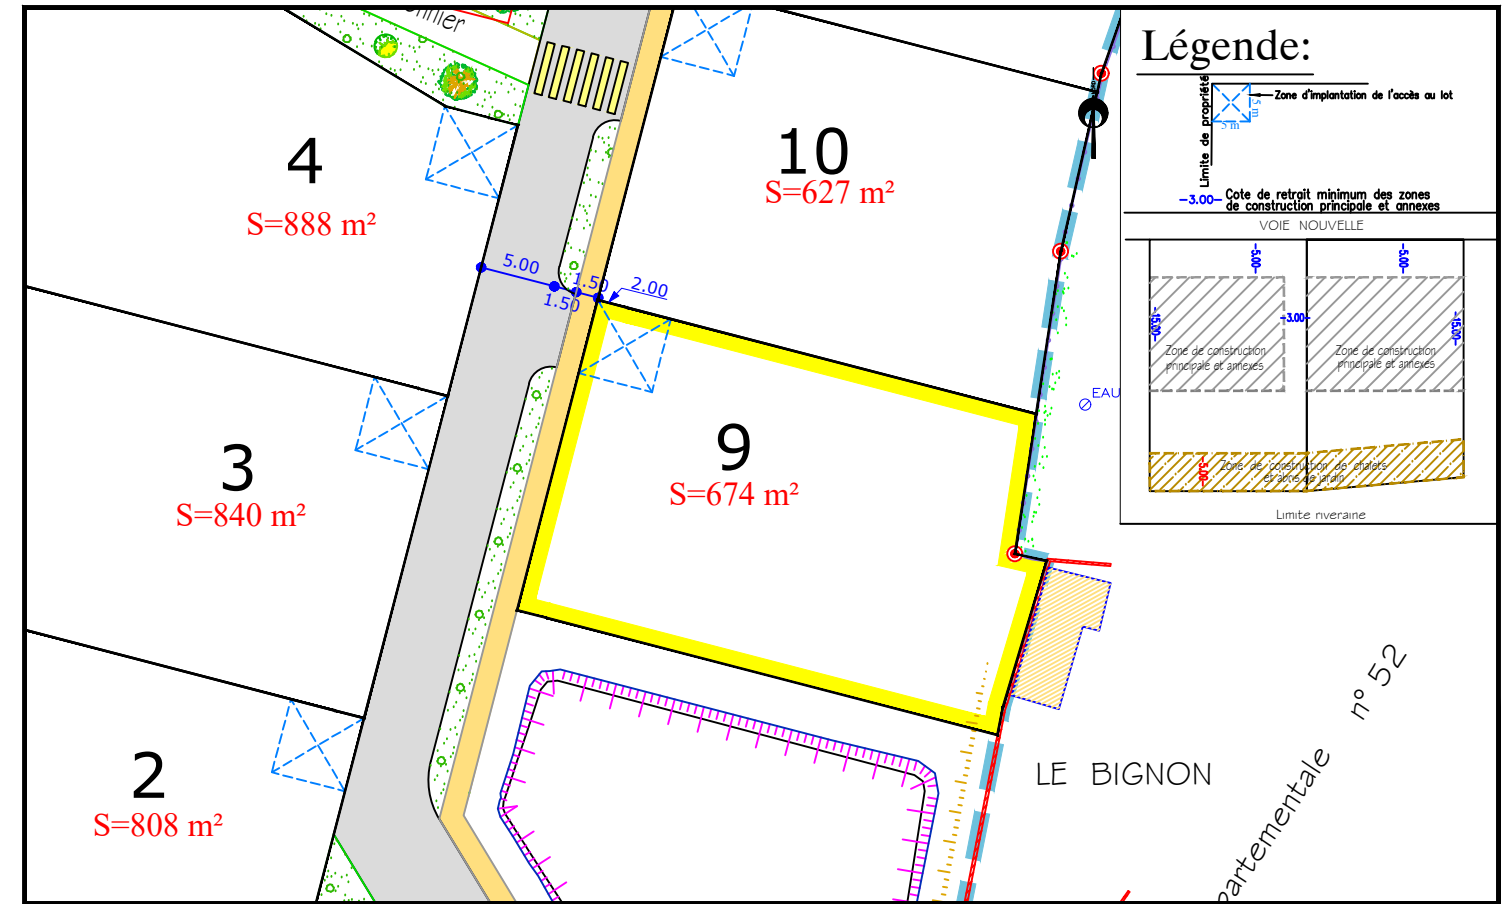 Légende:
Limite de propriété
Zone d'implantation de l'accès au lot
5 m
5 m
-3.00- Cote de retrait minimum des zones
de construction principale et annexes
VOIE NOUVELLE
-5.00-
-5.00-
-15.00-
-3.00-
-15.00-
Zone de construction
principale et annexes
Zone de construction
principale et annexes
-5.00-
Zone de construction de chalets
et abris de jardin
Limite riveraine
4
S=888 m²
10
S=627 m²
5.00
1.50
1.50
2.00
EAU
3
S=840 m²
9
S=674 m²
2
S=808 m²
LE BIGNON
partementale n° 52